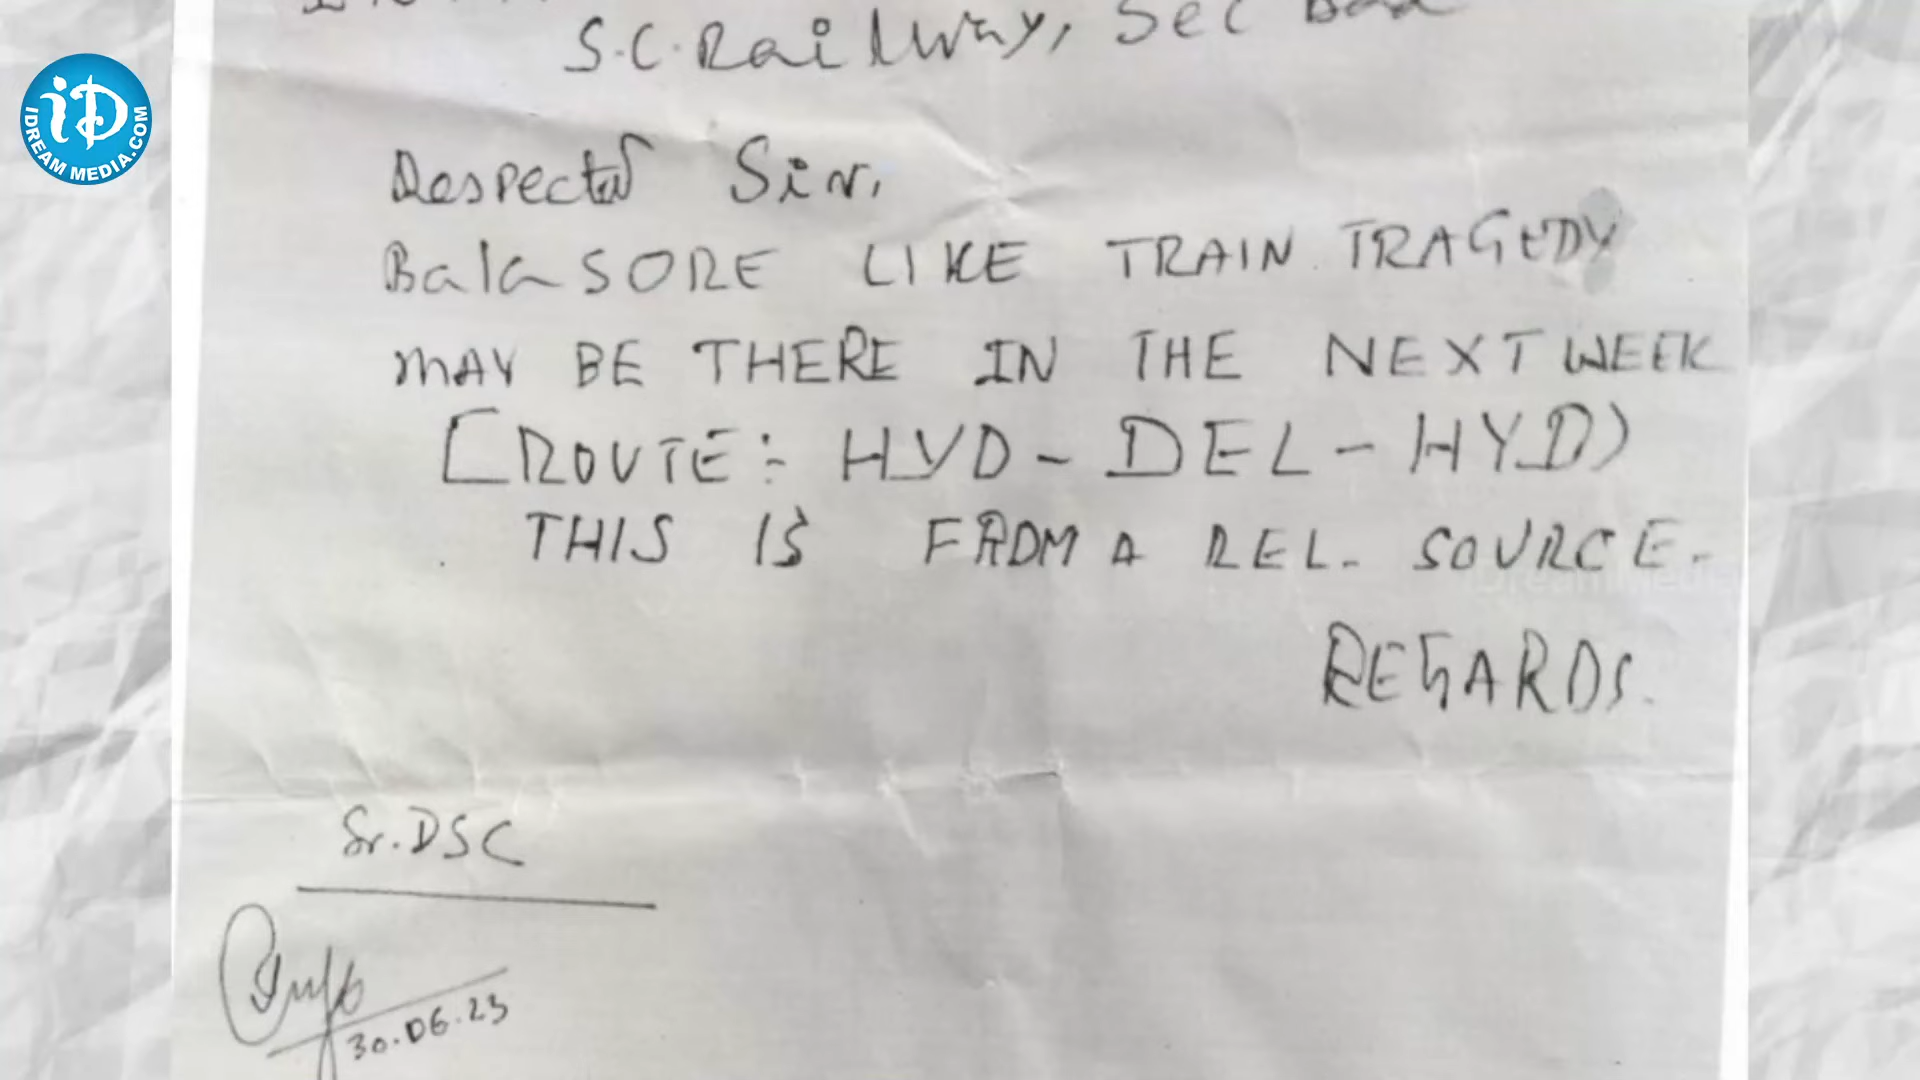 S.C. Railway, Sec Bad
iD
IDREAM MEDIA.COM
Respected Sir,
BalaSORE LIKE TRAIN TRAGEDY
MAY BE THERE IN THE NEXT WEEK
[ROUTE:- HYD - DEL - HYD)
THIS IS FROM A REL. SOURCE.
REGARDS.
Sr. DSC
30.06.23